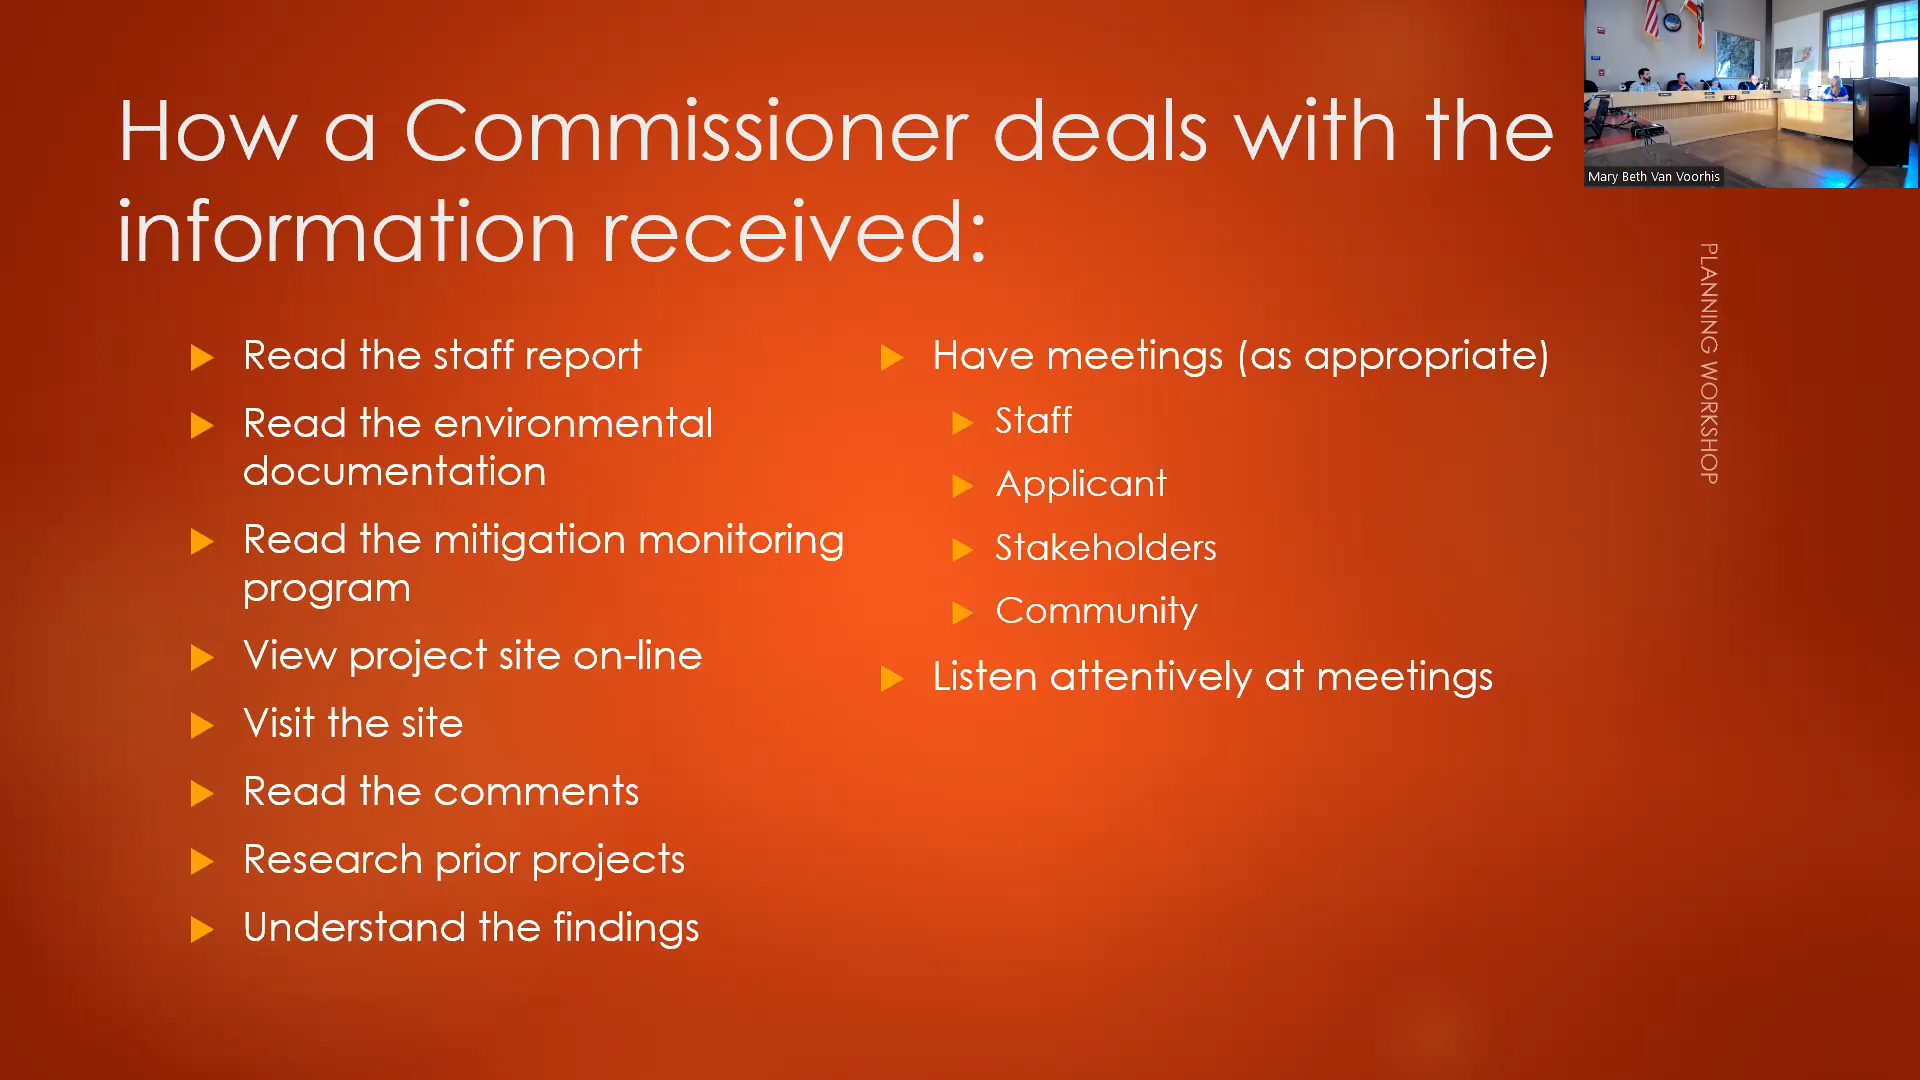 How a Commissioner deals with the
information received:
Read the staff report
Read the environmental
documentation
Read the mitigation monitoring
program
View project site on-line
Visit the site
Read the comments
Research prior projects
Understand the findings
Have meetings (as appropriate)
Staff
Applicant
Stakeholders
Community
Listen attentively at meetings
PLANNING WORKSHOP
Mary Beth Van Voorhis